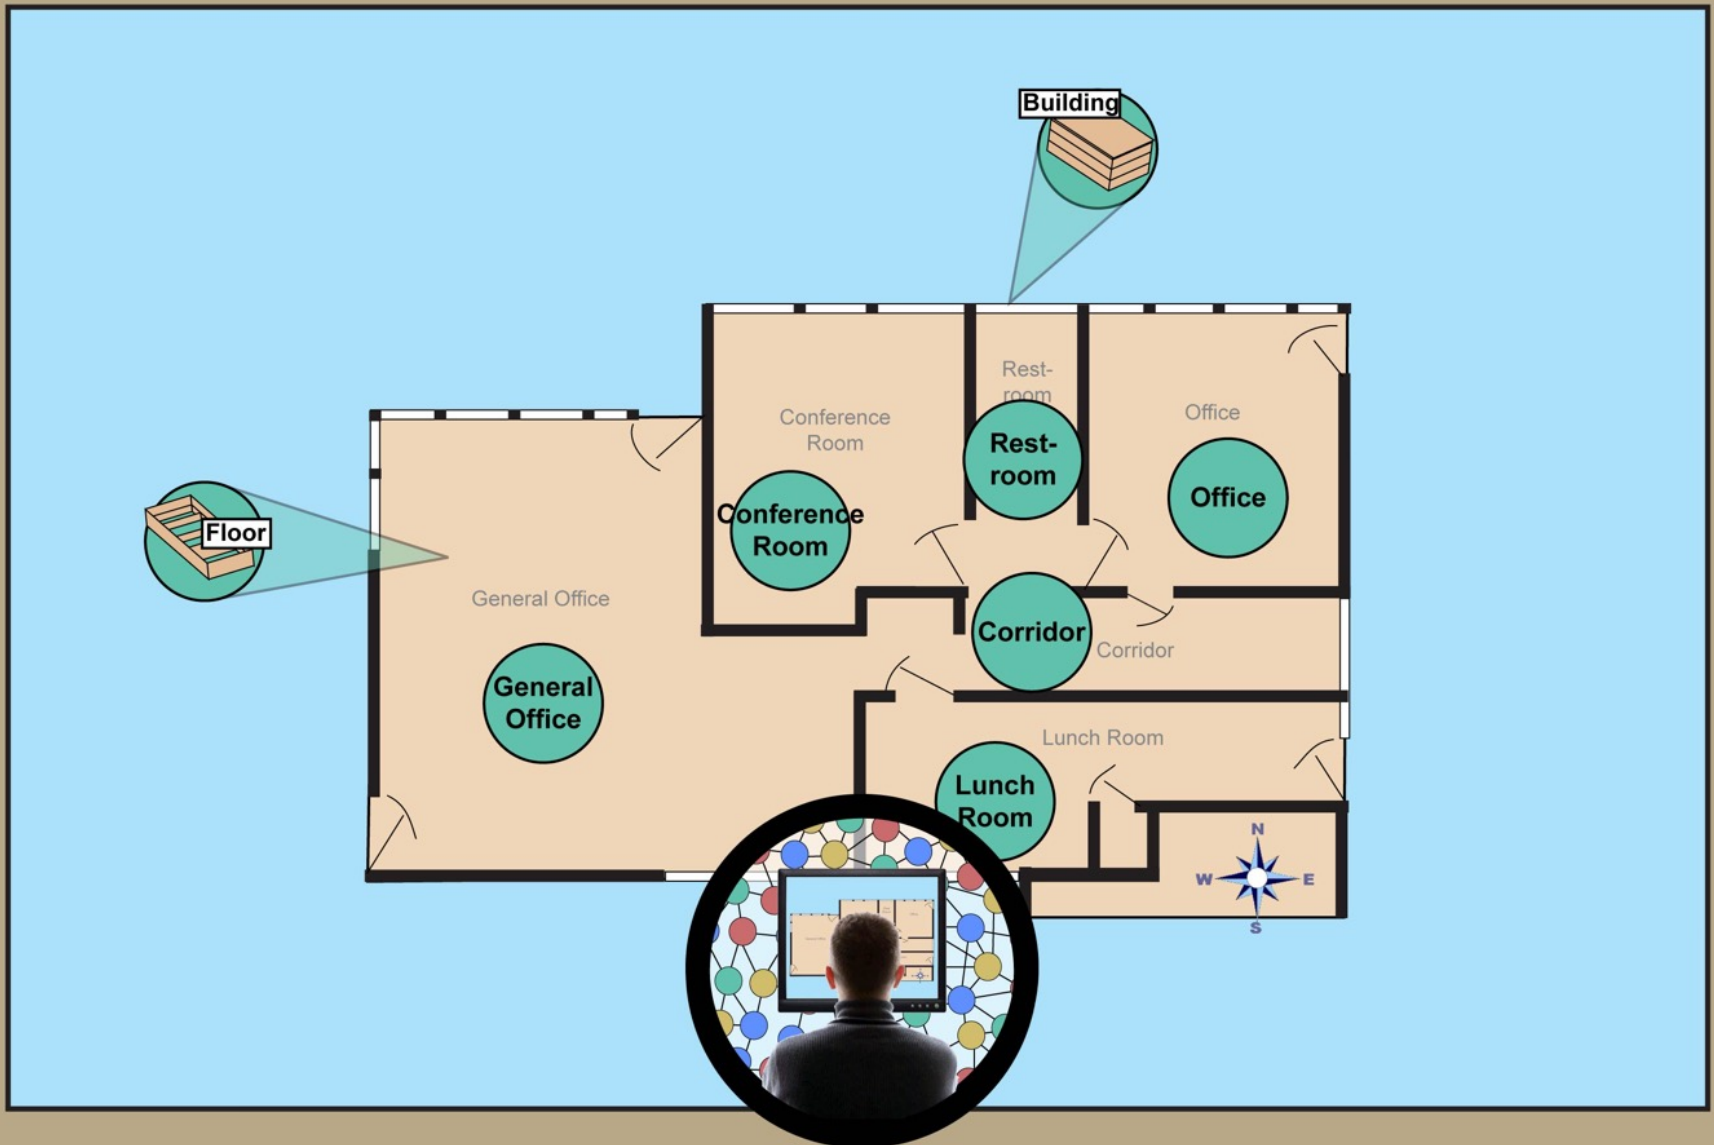 Building
Rest-
room
Conference
Room
Office
Rest-
room
Office
Conference
Room
Floor
General Office
Corridor
Corridor
General
Office
Lunch Room
Lunch
Room
N
W
E
S